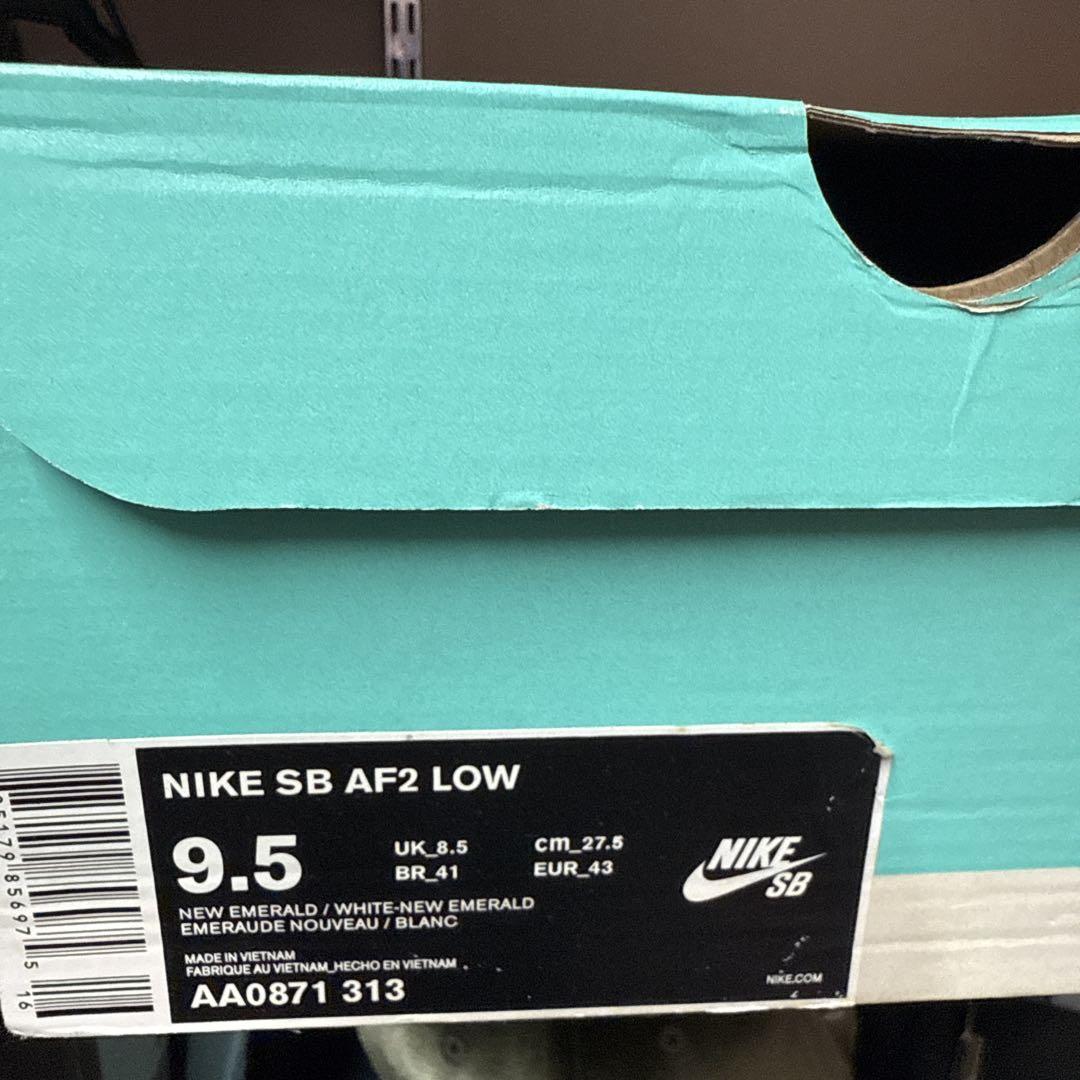 NIKE SB AF2 LOW
9.5
UK_8.5
cm_27.5
BR_41
EUR_43
NEW EMERALD / WHITE-NEW EMERALD
EMERAUDE NOUVEAU / BLANC
MADE IN VIETNAM
FABRIQUE AU VIETNAM_HECHO EN VIETNAM
AA0871 313
NIKE
SB
NIKE.COM